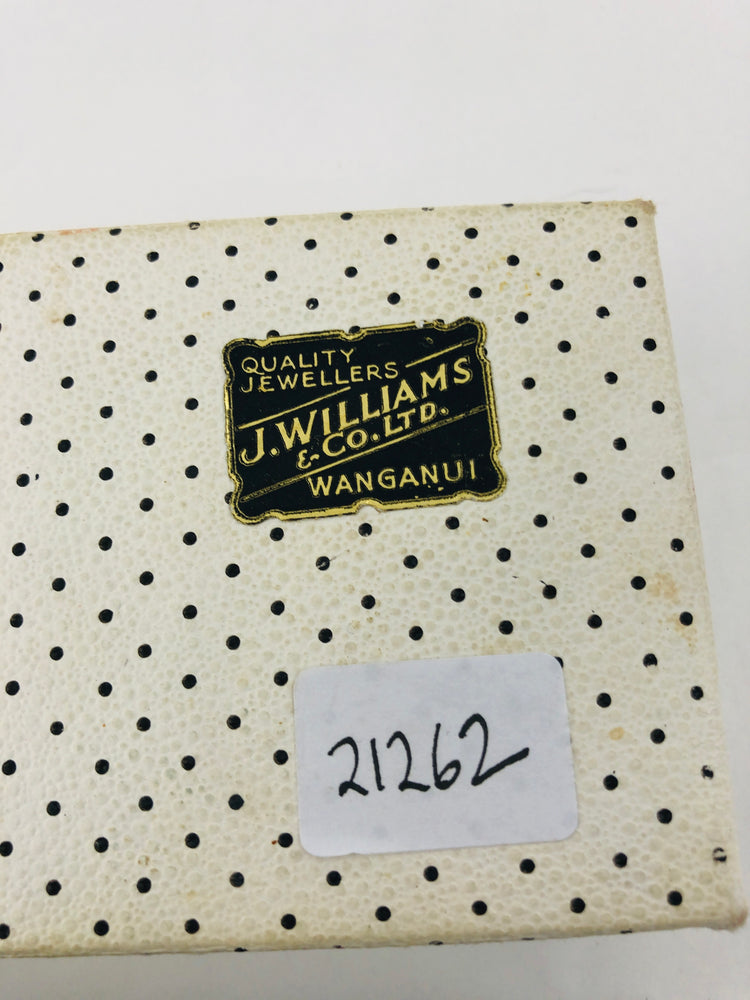 QUALITY
JEWELLERS
J. WILLIAMS
& CO. LTD.
WANGANUI
21262